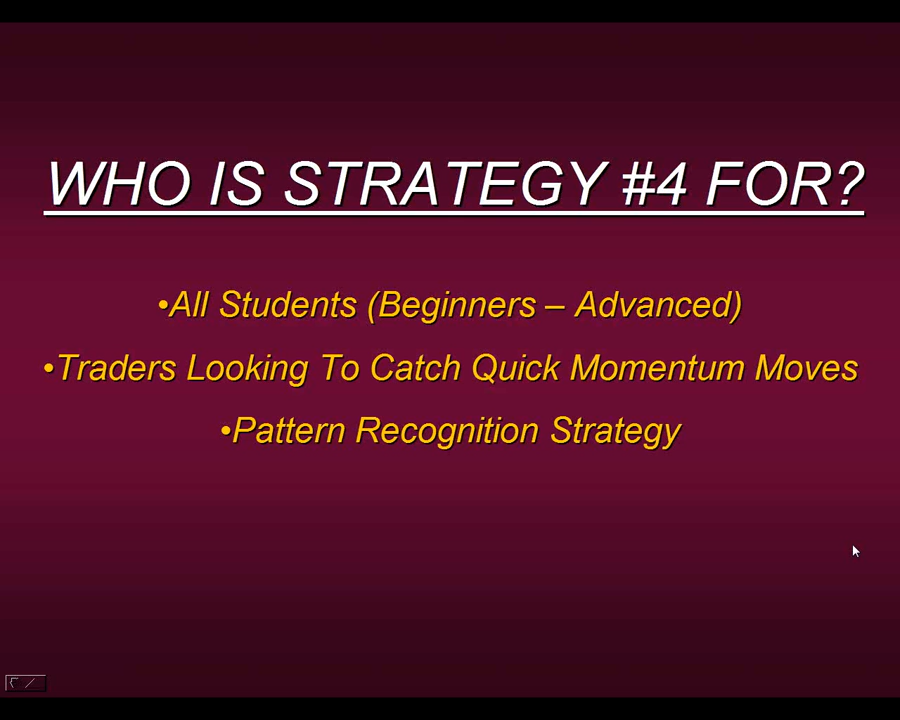 WHO IS STRATEGY #4 FOR?
•All Students (Beginners – Advanced)
•Traders Looking To Catch Quick Momentum Moves
•Pattern Recognition Strategy